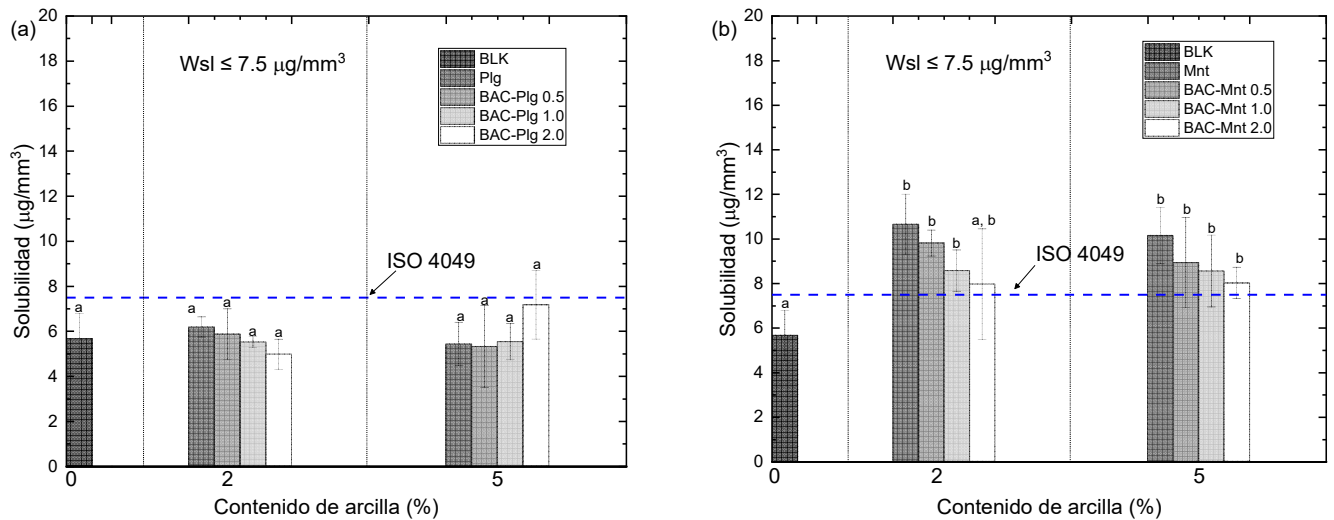 (a)
Wsl ≤ 7.5 μg/mm³
BLK
Plg
BAC-Plg 0.5
BAC-Plg 1.0
BAC-Plg 2.0
ISO 4049
a
a
a
a
a
a
a
a
a
20
18
16
14
12
10
8
6
4
2
0
Solubilidad (μg/mm³)
0 2 5
Contenido de arcilla (%)
(b)
Wsl ≤ 7.5 μg/mm³
BLK
Mnt
BAC-Mnt 0.5
BAC-Mnt 1.0
BAC-Mnt 2.0
ISO 4049
a
b
b
b
a, b
b
b
b
b
20
18
16
14
12
10
8
6
4
2
0
Solubilidad (μg/mm³)
0 2 5
Contenido de arcilla (%)